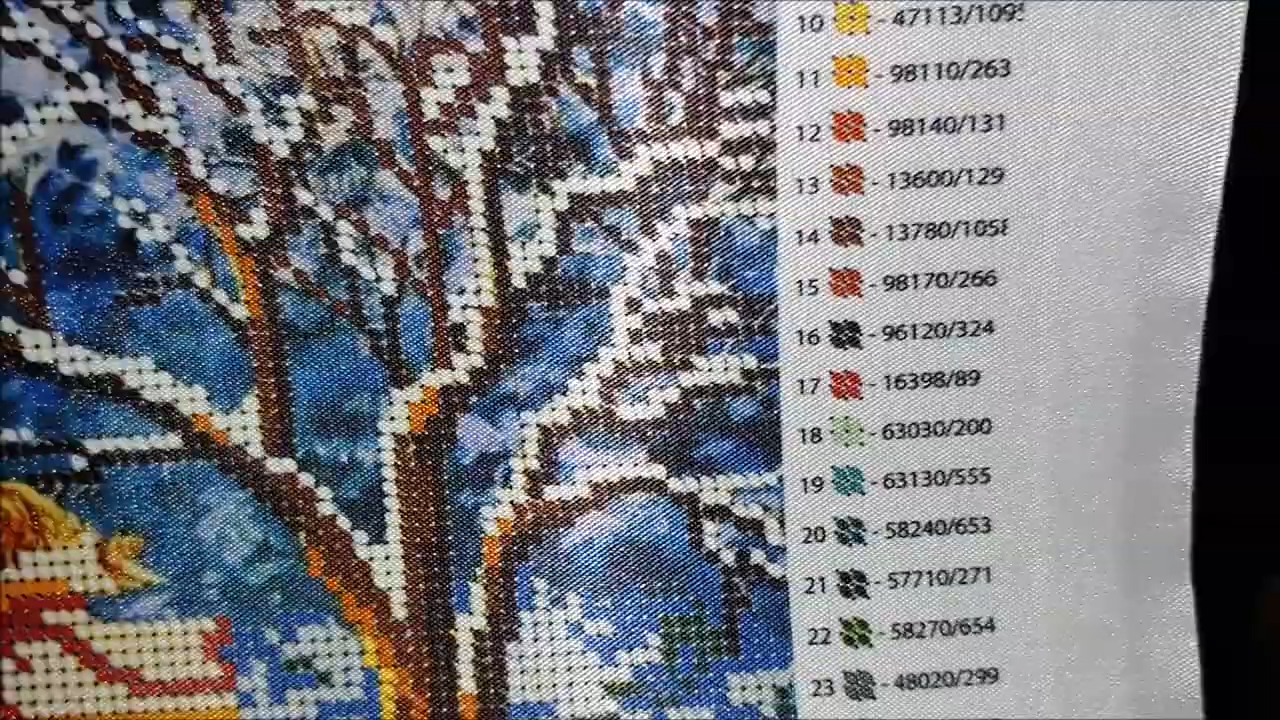 10 - 47113/109
11 - 98110/263
12 - 98140/131
13 - 13600/129
14 - 13780/105
15 - 98170/266
16 - 96120/324
17 - 16398/89
18 - 63030/200
19 - 63130/555
20 - 58240/653
21 - 57710/271
22 - 58270/654
23 - 48020/299